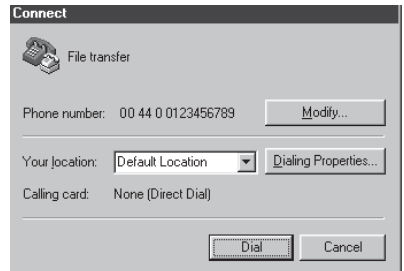 Connect
File transfer
Phone number: 00 44 0 0123456789 Modify...
Your location: Default Location Dialing Properties...
Calling card: None (Direct Dial)
Dial Cancel